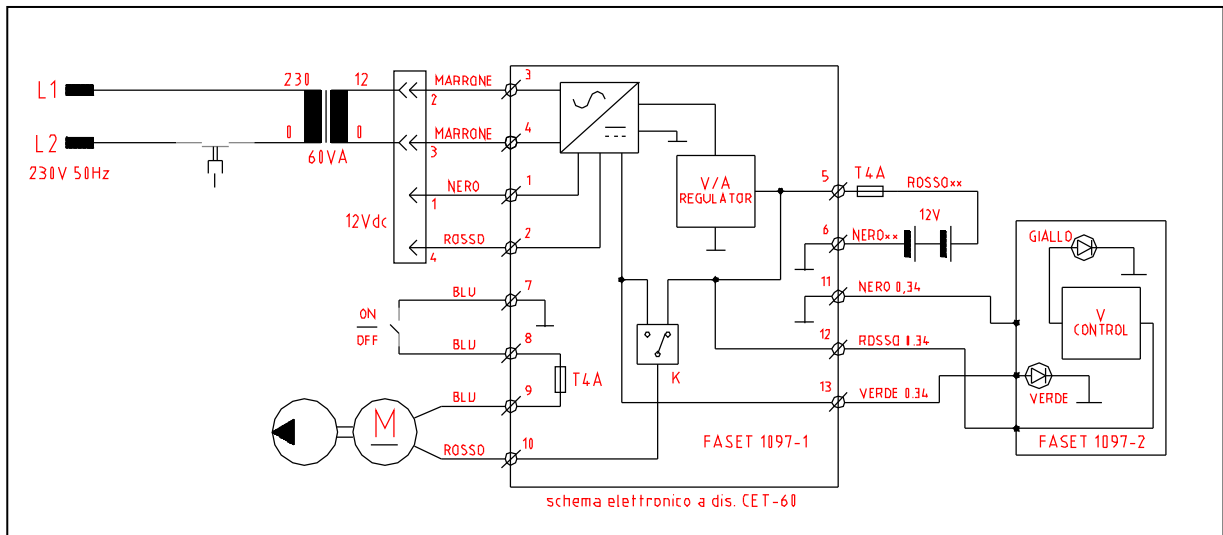 L1
230
12
MARRONE
3
2
L2
0
0
MARRONE
4
3
230V 50Hz
60VA
NERO
1
1
12Vdc
ROSSO
2
4
V/A
REGULATOR
5
T4A
ROSSO**
12V
6
NERO**
GIALLO
BLU
7
ON
OFF
BLU
8
11
NERO 0,34
V
CONTROL
12
ROSSO 0.34
T4A
K
BLU
9
13
VERDE 0.34
VERDE
M
ROSSO
10
FASET 1097-1
FASET 1097-2
schema elettronico a dis. CET-60